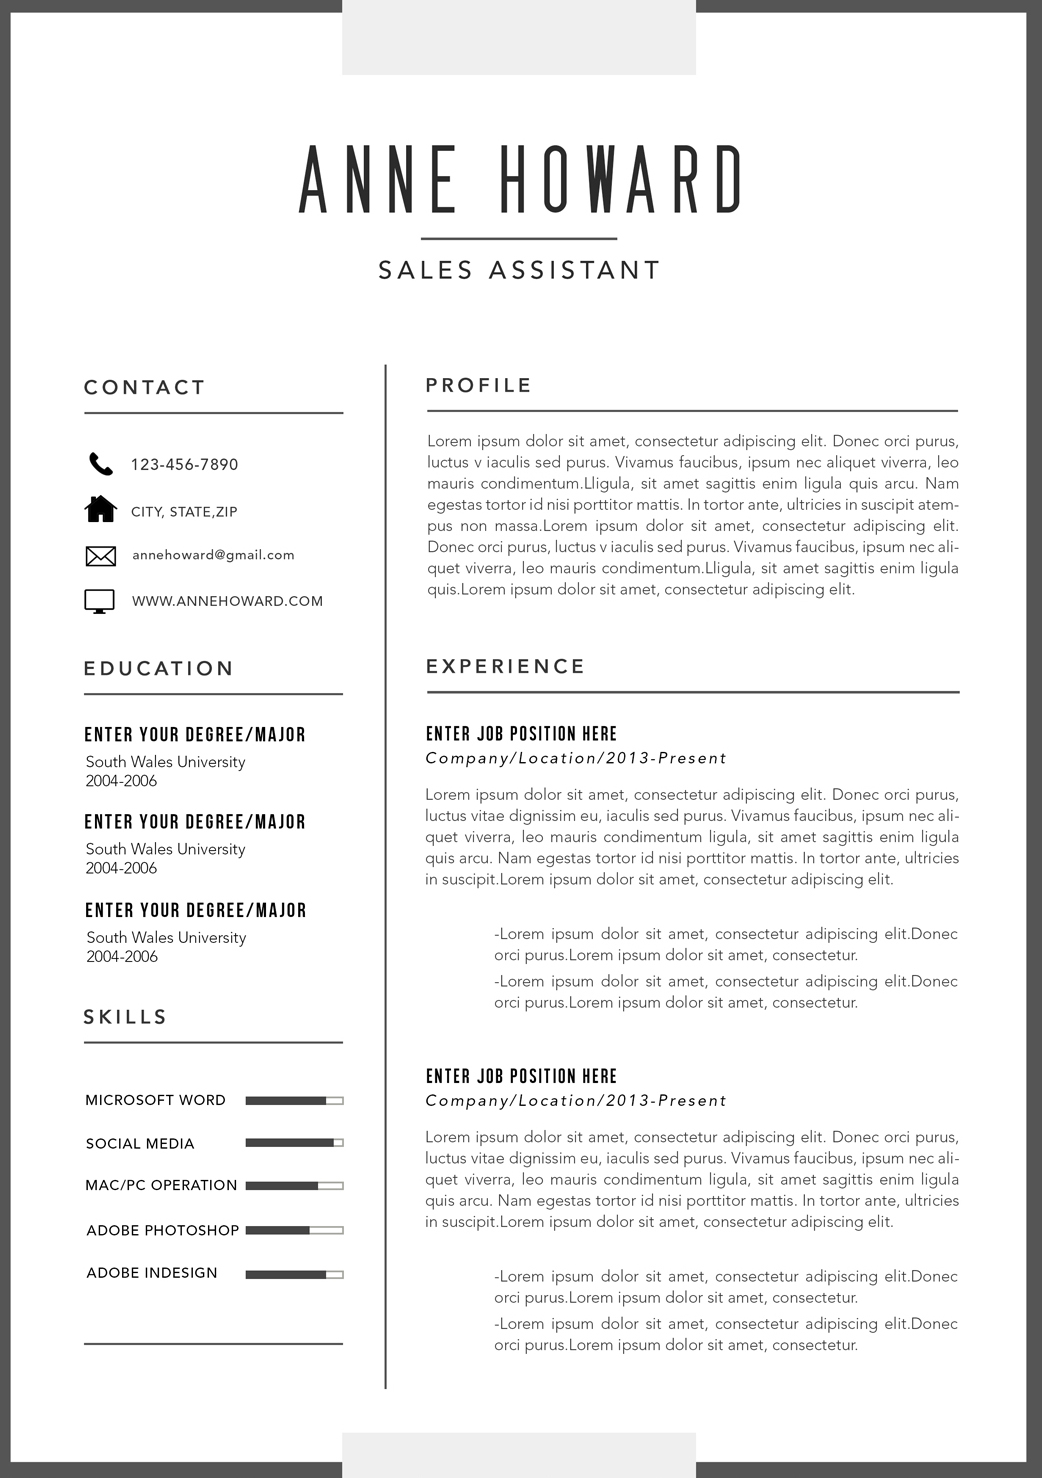 ANNE HOWARD
SALES ASSISTANT
CONTACT
123-456-7890
CITY, STATE,ZIP
annehoward@gmail.com
WWW.ANNEHOWARD.COM
EDUCATION
ENTER YOUR DEGREE/MAJOR
South Wales University
2004-2006
ENTER YOUR DEGREE/MAJOR
South Wales University
2004-2006
ENTER YOUR DEGREE/MAJOR
South Wales University
2004-2006
SKILLS
MICROSOFT WORD
SOCIAL MEDIA
MAC/PC OPERATION
ADOBE PHOTOSHOP
ADOBE INDESIGN
PROFILE
Lorem ipsum dolor sit amet, consectetur adipiscing elit. Donec orci purus,
luctus v iaculis sed purus. Vivamus faucibus, ipsum nec aliquet viverra, leo
mauris condimentum.Lligula, sit amet sagittis enim ligula quis arcu. Nam
egestas tortor id nisi porttitor mattis. In tortor ante, ultricies in suscipit atem-
pus non massa.Lorem ipsum dolor sit amet, consectetur adipiscing elit.
Donec orci purus, luctus v iaculis sed purus. Vivamus faucibus, ipsum nec ali-
quet viverra, leo mauris condimentum.Lligula, sit amet sagittis enim ligula
quis.Lorem ipsum dolor sit amet, consectetur adipiscing elit.
EXPERIENCE
ENTER JOB POSITION HERE
Company/Location/2013-Present
Lorem ipsum dolor sit amet, consectetur adipiscing elit. Donec orci purus,
luctus vitae dignissim eu, iaculis sed purus. Vivamus faucibus, ipsum nec ali-
quet viverra, leo mauris condimentum ligula, sit amet sagittis enim ligula
quis arcu. Nam egestas tortor id nisi porttitor mattis. In tortor ante, ultricies
in suscipit.Lorem ipsum dolor sit amet, consectetur adipiscing elit.
-Lorem ipsum dolor sit amet, consectetur adipiscing elit.Donec
orci purus.Lorem ipsum dolor sit amet, consectetur.
-Lorem ipsum dolor sit amet, consectetur adipiscing elit.Donec
orci purus.Lorem ipsum dolor sit amet, consectetur.
ENTER JOB POSITION HERE
Company/Location/2013-Present
Lorem ipsum dolor sit amet, consectetur adipiscing elit. Donec orci purus,
luctus vitae dignissim eu, iaculis sed purus. Vivamus faucibus, ipsum nec ali-
quet viverra, leo mauris condimentum ligula, sit amet sagittis enim ligula
quis arcu. Nam egestas tortor id nisi porttitor mattis. In tortor ante, ultricies
in suscipit.Lorem ipsum dolor sit amet, consectetur adipiscing elit.
-Lorem ipsum dolor sit amet, consectetur adipiscing elit.Donec
orci purus.Lorem ipsum dolor sit amet, consectetur.
-Lorem ipsum dolor sit amet, consectetur adipiscing elit.Donec
orci purus.Lorem ipsum dolor sit amet, consectetur.